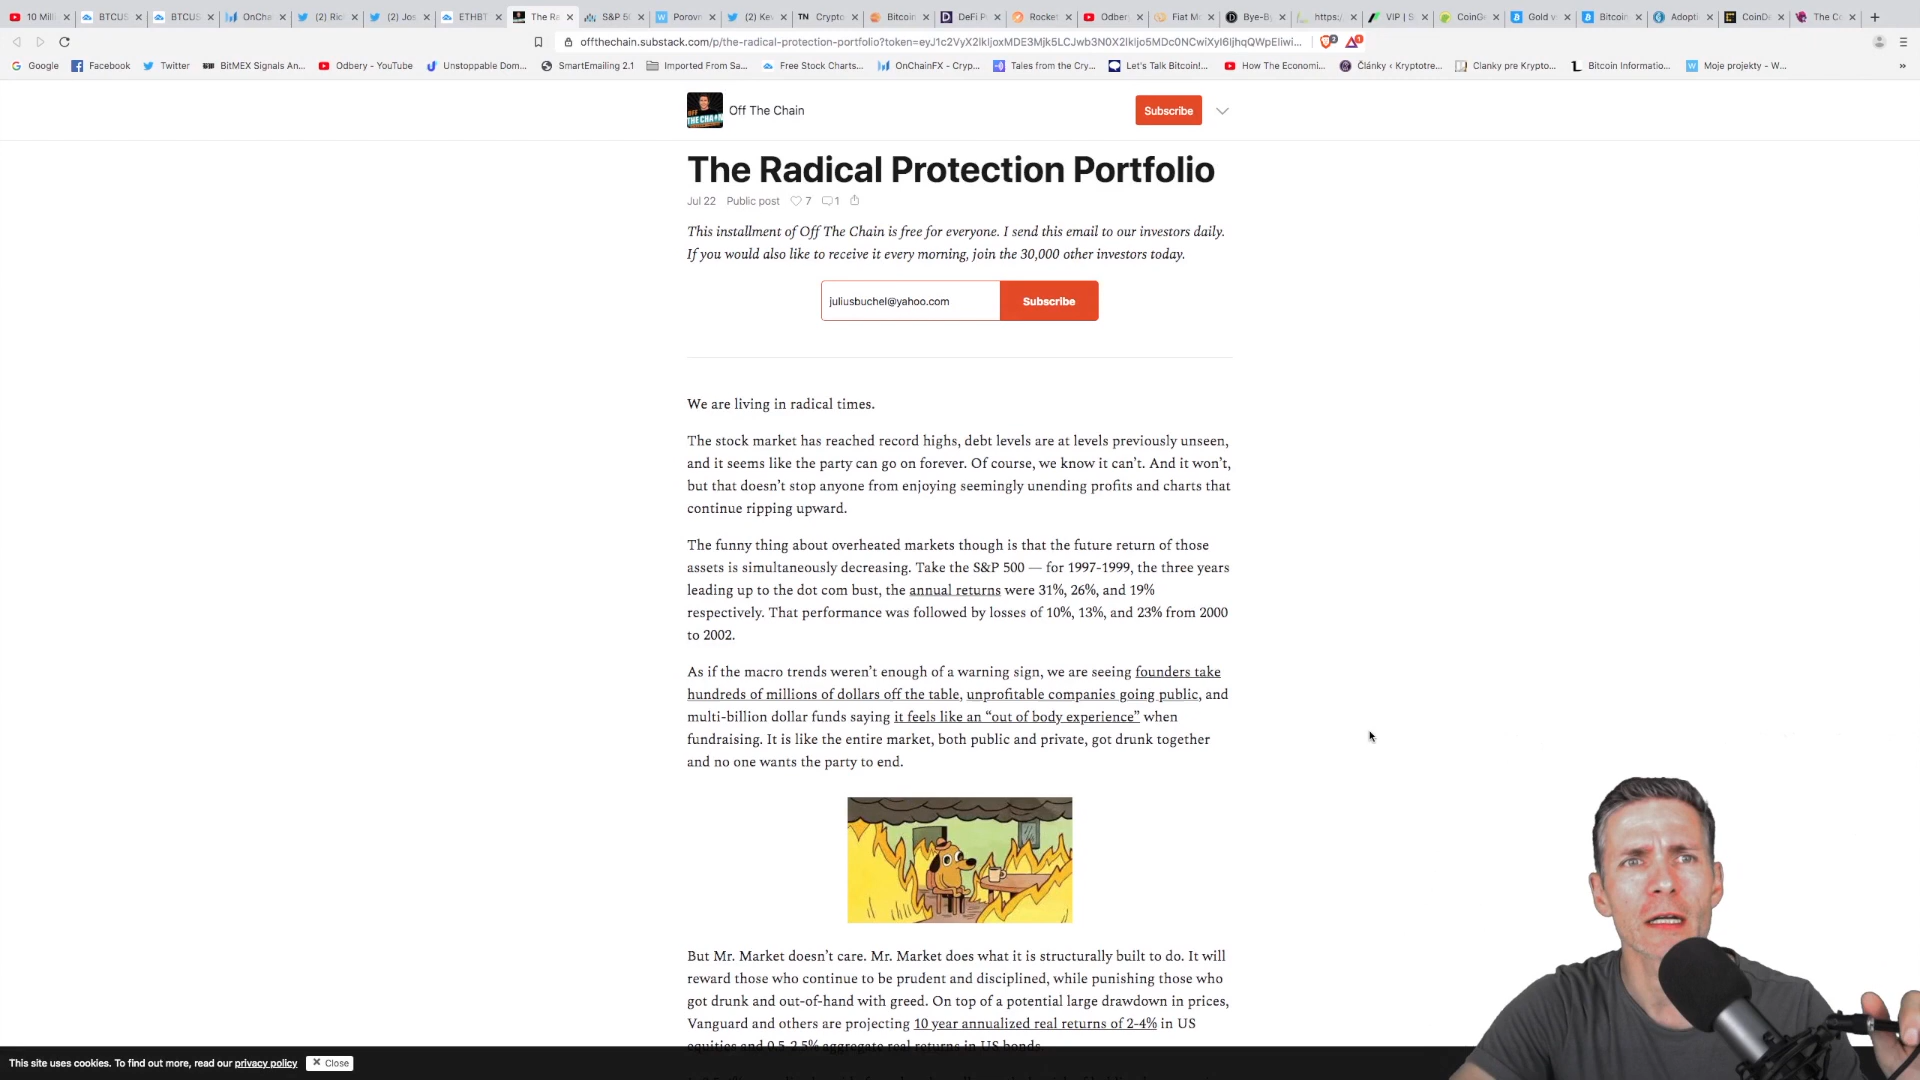 10 Milli
BTCUS
BTCUS
OnCha
(2) Ric
(2) Jos
ETHBT
The Ra
S&P 5
Porovn
(2) Kev
Crypto
Bitcoin
DeFi P
Rocket
Odber
Fiat M
Bye-B
https:/
VIP | S
CoinGe
Gold v
Bitcoin
Adopti
CoinDe
The Co
offthechain.substack.com/p/the-radical-protection-portfolio?token=eyJ1c2VyX2lkIjoxMDE3Mjk5LCJwb3N0X2lkIjo5MDc0NCwiXyI6IjhqQWpEIiwi...
Google Facebook Twitter BitMEX Signals An... Odbery - YouTube Unstoppable Dom... SmartEmailing 2.1 Imported From Sa... Free Stock Charts... OnChainFX - Cryp... Tales from the Cry... Let's Talk Bitcoin!... How The Economi... Články ‹ Kryptotre... Clanky pre Krypto... Bitcoin Informatio... Moje projekty - W... »
Off The Chain
Subscribe
The Radical Protection Portfolio
Jul 22 Public post 7 1
This installment of Off The Chain is free for everyone. I send this email to our investors daily.
If you would also like to receive it every morning, join the 30,000 other investors today.
juliusbuchel@yahoo.com Subscribe
We are living in radical times.
The stock market has reached record highs, debt levels are at levels previously unseen,
and it seems like the party can go on forever. Of course, we know it can't. And it won't,
but that doesn't stop anyone from enjoying seemingly unending profits and charts that
continue ripping upward.
The funny thing about overheated markets though is that the future return of those
assets is simultaneously decreasing. Take the S&P 500 — for 1997-1999, the three years
leading up to the dot com bust, the annual returns were 31%, 26%, and 19%
respectively. That performance was followed by losses of 10%, 13%, and 23% from 2000
to 2002.
As if the macro trends weren't enough of a warning sign, we are seeing founders take
hundreds of millions of dollars off the table, unprofitable companies going public, and
multi-billion dollar funds saying it feels like an “out of body experience” when
fundraising. It is like the entire market, both public and private, got drunk together
and no one wants the party to end.
But Mr. Market doesn't care. Mr. Market does what it is structurally built to do. It will
reward those who continue to be prudent and disciplined, while punishing those who
got drunk and out-of-hand with greed. On top of a potential large drawdown in prices,
Vanguard and others are projecting 10 year annualized real returns of 2-4% in US
equities and 0.5-2.5% aggregate real returns in US bonds.
This site uses cookies. To find out more, read our privacy policy Close